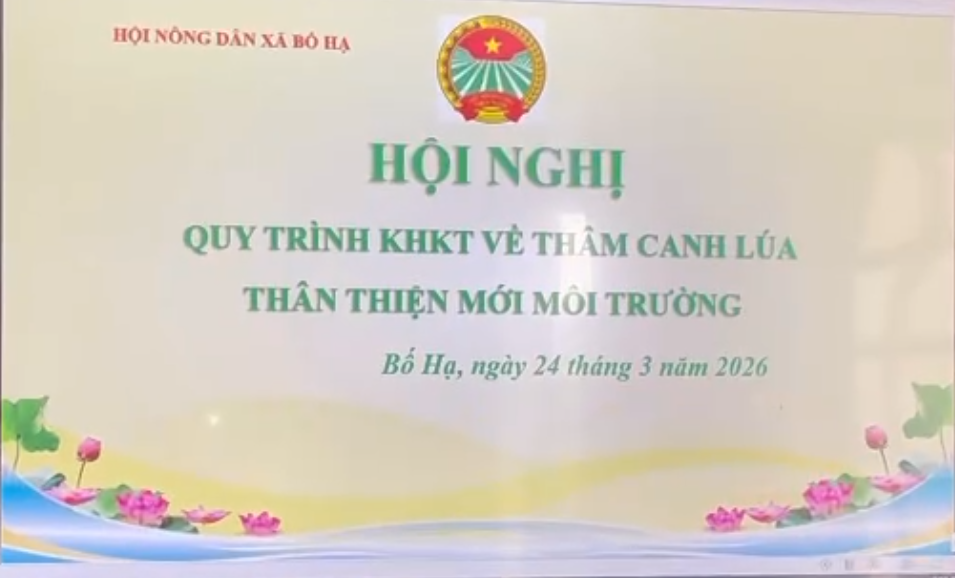 HỘI NÔNG DÂN XÃ BỐ HẠ
HỘI NGHỊ
QUY TRÌNH KHKT VỀ THÂM CANH LÚA
THÂN THIỆN MỚI MÔI TRƯỜNG
Bố Hạ, ngày 24 tháng 3 năm 2026